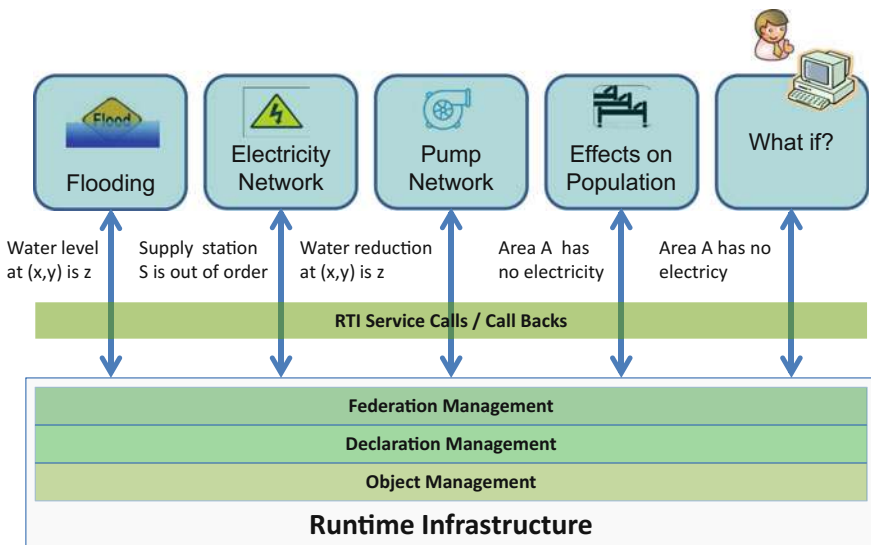 Flood
Flooding
Electricity
Network
Pump
Network
Effects on
Population
What if?
Water level
at (x,y) is z
Supply station
S is out of order
Water reduction
at (x,y) is z
Area A has
no electricity
Area A has no
electricy
RTI Service Calls / Call Backs
Federation Management
Declaration Management
Object Management
Runtime Infrastructure